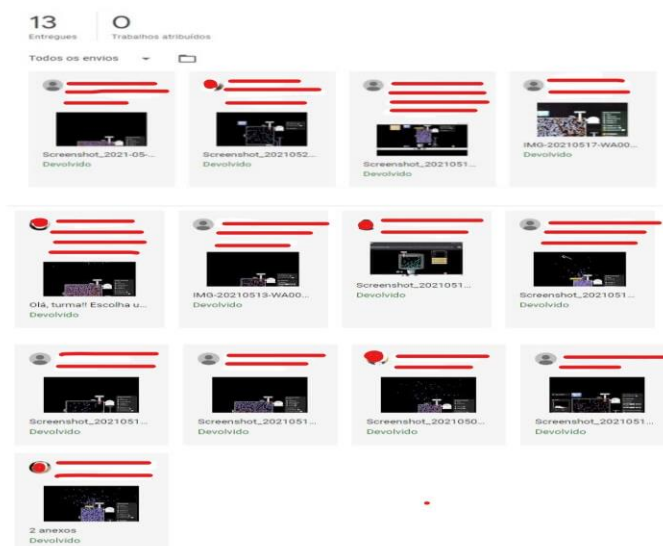 13
0
Entregues
Trabalhos atribuídos
Todos os envios
Screenshot_2021-05-...
Devolvido
Screenshot_2021052...
Devolvido
Screenshot_2021051...
Devolvido
IMG-20210517-WA00...
Devolvido
Olá, turma!! Escolha u...
Devolvido
IMG-20210513-WA00...
Devolvido
Screenshot_2021051...
Devolvido
Screenshot_2021051...
Devolvido
Screenshot_2021051...
Devolvido
Screenshot_2021051...
Devolvido
Screenshot_2021050...
Devolvido
Screenshot_2021051...
Devolvido
2 anexos
Devolvido